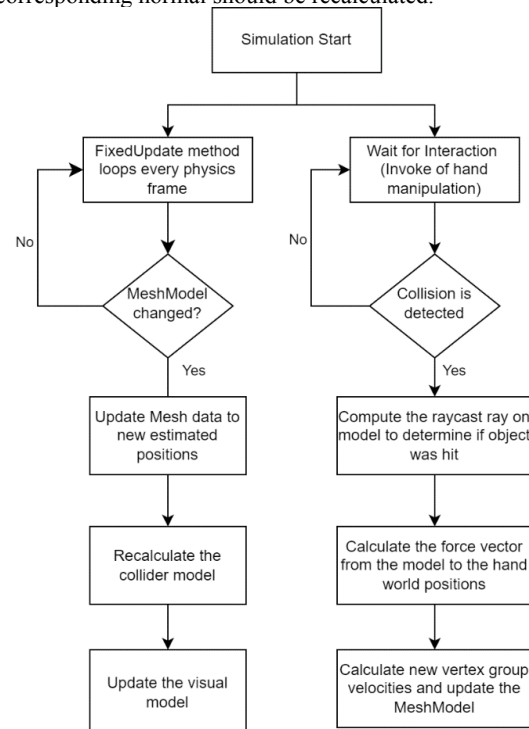 corresponding normal should be recalculated.
Simulation Start
FixedUpdate method
loops every physics
frame
No
MeshModel
changed?
Yes
Update Mesh data to
new estimated
positions
Recalculate the
collider model
Update the visual
model
Wait for Interaction
(Invoke of hand
manipulation)
No
Collision is
detected
Yes
Compute the raycast ray on
model to determine if object
was hit
Calculate the force vector
from the model to the hand
world positions
Calculate new vertex group
velocities and update the
MeshModel